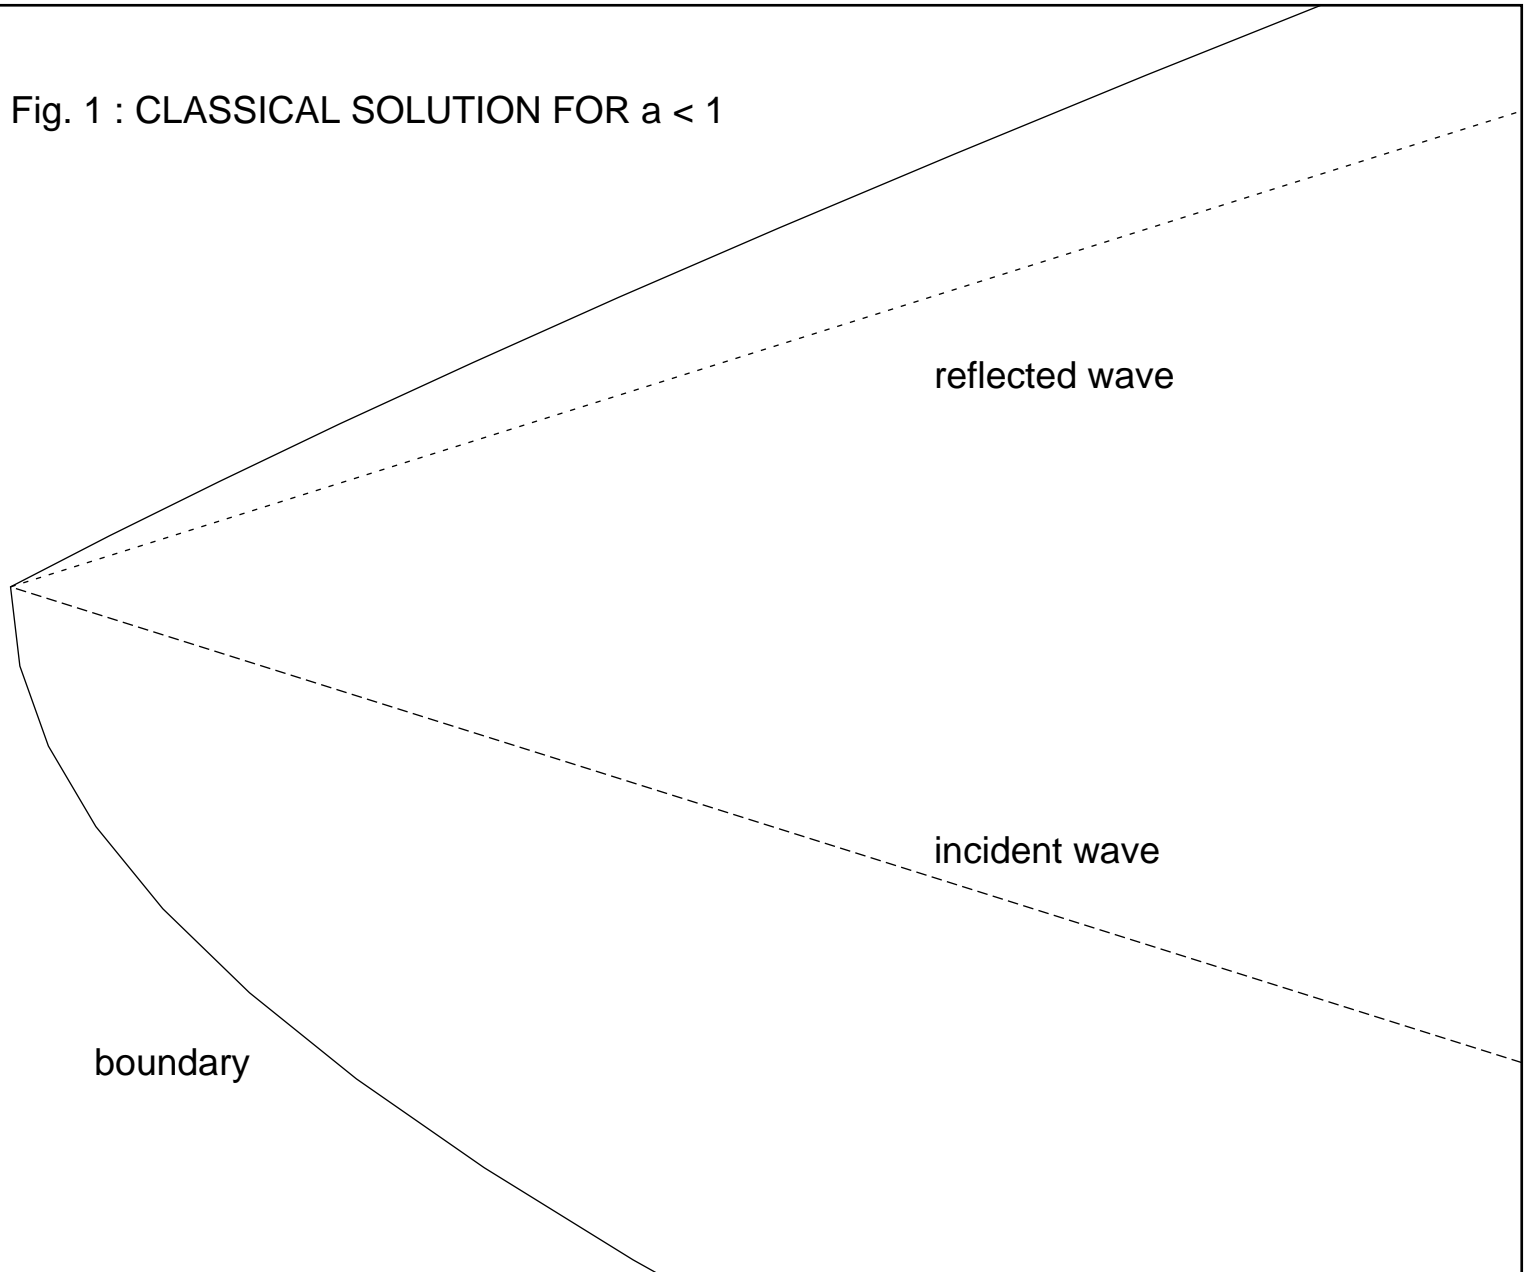 Fig. 1 : CLASSICAL SOLUTION FOR a < 1
reflected wave
incident wave
boundary